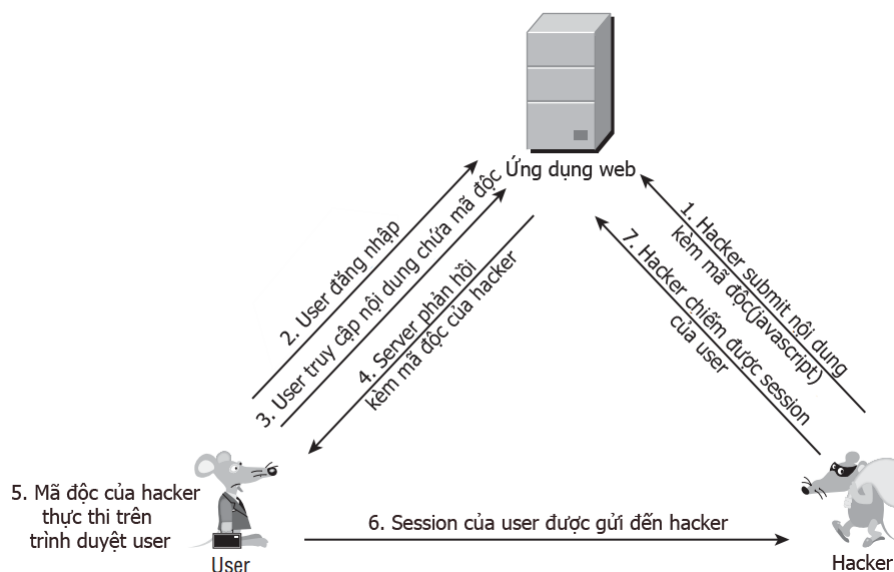 Ứng dụng web
1. Hacker submit nội dung
kèm mã độc(javascript)
2. User đăng nhập
3. User truy cập nội dung chứa mã độc
4. Server phản hồi
kèm mã độc của hacker
5. Mã độc của hacker
thực thi trên
trình duyệt user
6. Session của user được gửi đến hacker
7. Hacker chiếm được session
của user
User
Hacker